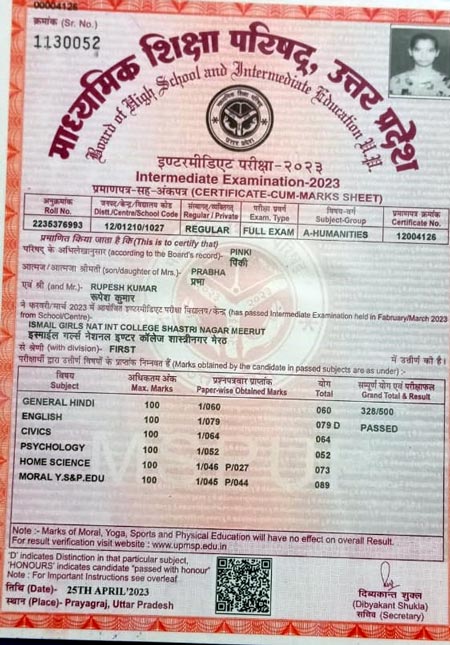 00004126
क्रमांक (Sr. No.)
1130052
माध्यमिक शिक्षा परिषद, उत्तर प्रदेश
Board of High School and Intermediate Education U.P.
इण्टरमीडिएट परीक्षा-२०२३
Intermediate Examination-2023
प्रमाणपत्र-सह-अंकपत्र (CERTIFICATE-CUM-MARKS SHEET)
अनुक्रमांक जनपद/केन्द्र/विद्यालय कोड संस्थागत/व्यक्तिगत परीक्षा प्रकार विषय-वर्ग प्रमाणपत्र क्रमांक
Roll No. Distt./Centre/School Code Regular / Private Exam. Type Subject-Group Certificate No.
2235376993 12/01210/1027 REGULAR FULL EXAM A-HUMANITIES 12004126
प्रमाणित किया जाता है कि(This is to certify that)
परिषद के अभिलेखानुसार (according to the Board's record)- PINKI
पिंकी
आत्मज/आत्मजा श्रीमती (son/daughter of Mrs.)- PRABHA
प्रभा
एवं श्री (and Mr.)- RUPESH KUMAR
रूपेश कुमार
ने फरवरी/मार्च 2023 में आयोजित इण्टरमीडिएट परीक्षा विद्यालय/केन्द्र (has passed Intermediate Examination held in Fabruary/March 2023
from School/Centre)
ISMAIL GIRLS NAT INT COLLEGE SHASTRI NAGAR MEERUT
इस्माईल गर्ल्स नेशनल इण्टर कॉलेज शास्त्रीनगर मेरठ
से श्रेणी (with division)- FIRST में उत्तीर्ण की है।
परीक्षार्थी द्वारा उत्तीर्ण विषयों के प्राप्तांक निम्नवत हैं (Marks obtained by the candidate in passed subjects are as under) :-
विषय अधिकतम अंक प्रश्नपत्रवार प्राप्तांक योग सम्पूर्ण योग एवं परीक्षाफल
Subject Max. Marks Paper-wise Obtained Marks Total Grand Total & Result
GENERAL HINDI 100 1/060 060 328/500
ENGLISH 100 1/079 079 D PASSED
CIVICS 100 1/064 064
PSYCHOLOGY 100 1/052 052
HOME SCIENCE 100 1/046 P/027 073
MORAL Y.S&P.EDU 100 1/045 P/044 089
Note :- Marks of Moral, Yoga, Sports and Physical Education will have no effect on overall Result.
For result verification visit website : www.upmsp.edu.in
'D' indicates Distinction in that particular subject,
'HONOURS' indicates candidate "passed with honour"
Note : For Important Instructions see overleaf
तिथि (Date)- 25TH APRIL'2023
स्थान (Place)- Prayagraj, Uttar Pradesh
दिब्यकान्त शुक्ल
(Dibyakant Shukla)
सचिव (Secretary)